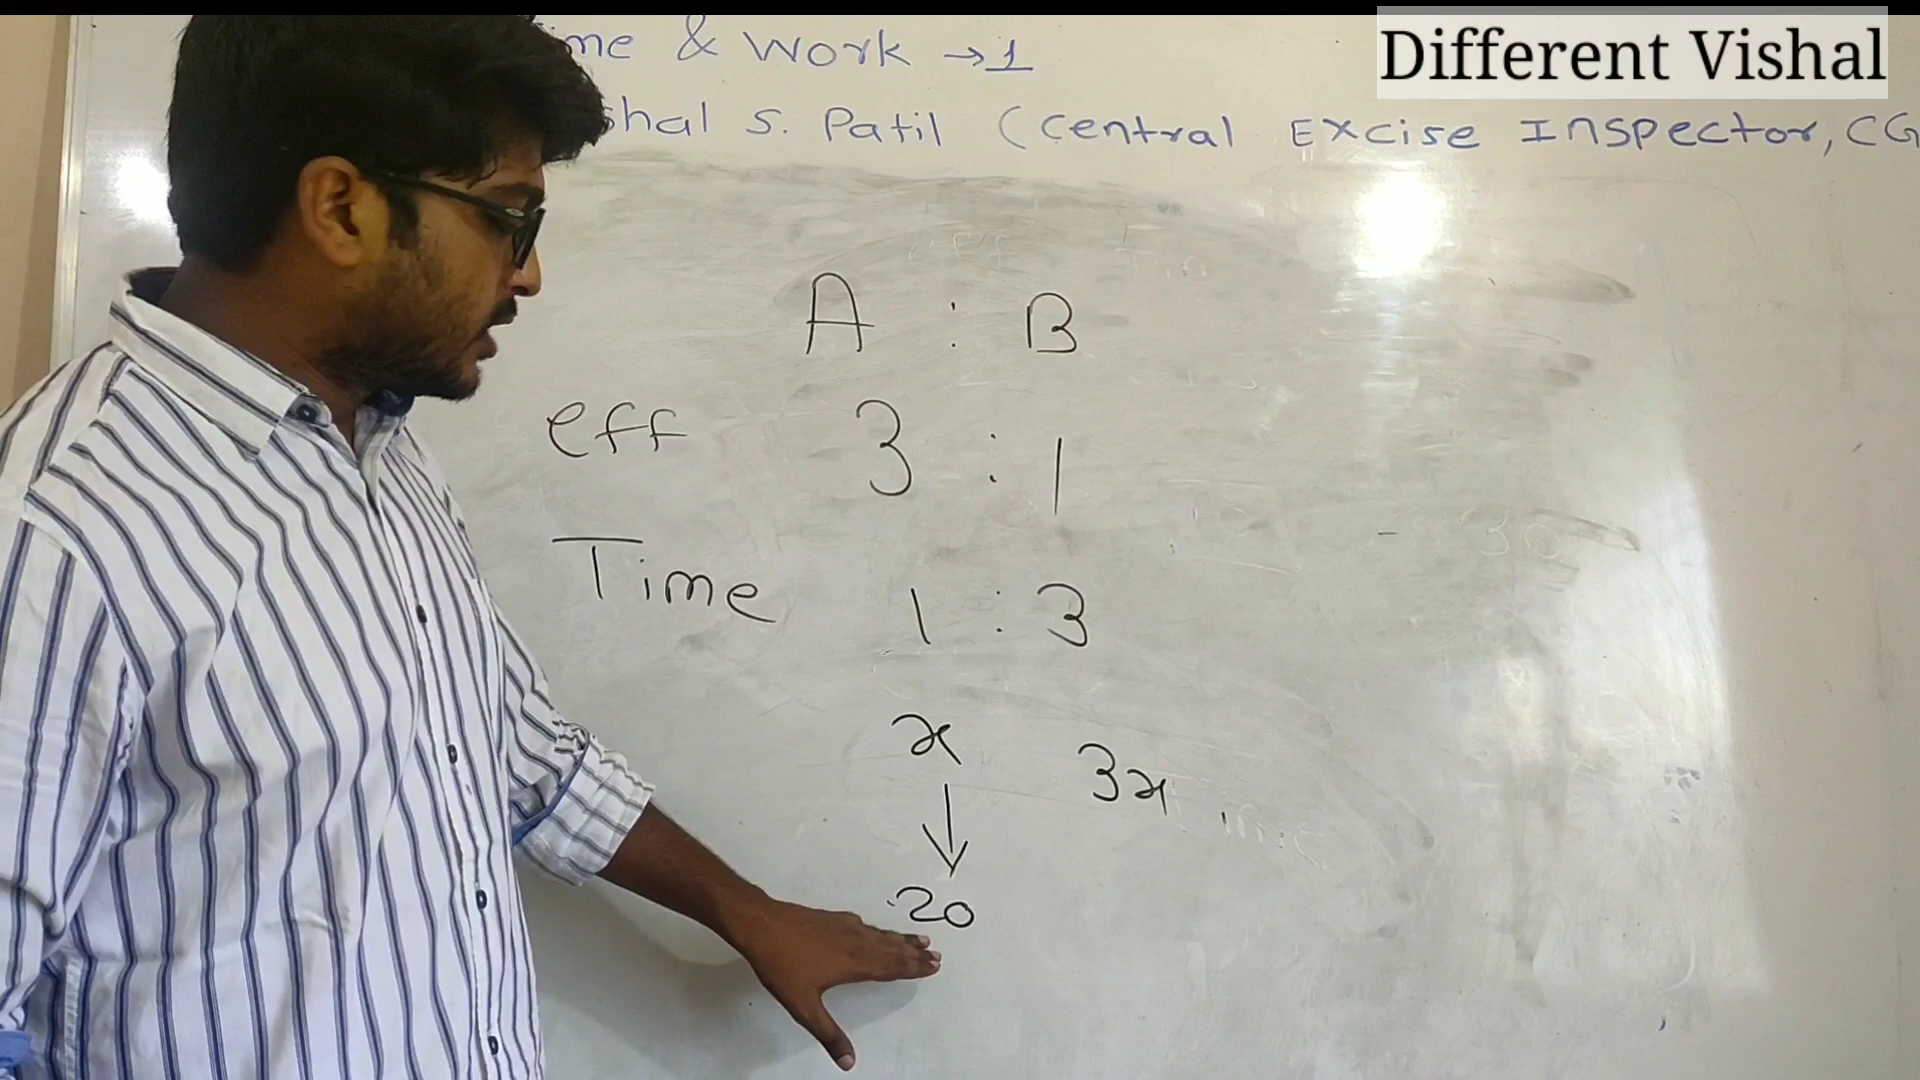 Different Vishal
me & Work → 1
shal S. Patil (Central Excise Inspector, CG
A : B
eff 3 : 1
Time 1 : 3
x 3x
↓
20